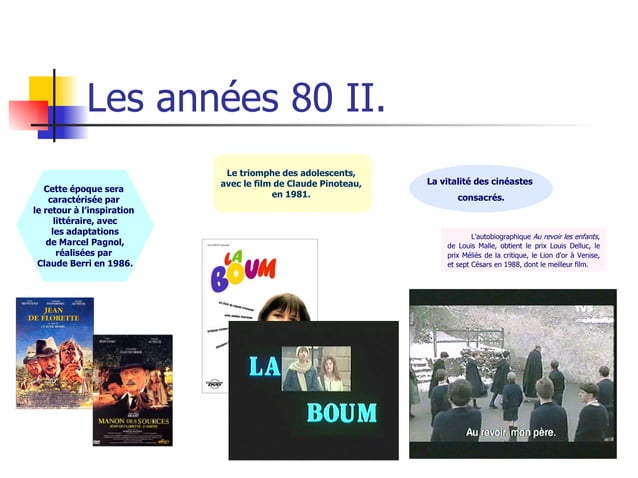 Les années 80 II.
Cette époque sera
caractérisée par
le retour à l'inspiration
littéraire, avec
les adaptations
de Marcel Pagnol,
réalisées par
Claude Berri en 1986.
Le triomphe des adolescents,
avec le film de Claude Pinoteau,
en 1981.
La vitalité des cinéastes
consacrés.
L'autobiographique Au revoir les enfants,
de Louis Malle, obtient le prix Louis Delluc, le
prix Méliès de la critique, le Lion d'or à Venise,
et sept Césars en 1988, dont le meilleur film.
JEAN
DE FLORETTE
MANON DES SOURCES
LA
BOUM
LA
BOUM
Au revoir, mon père.